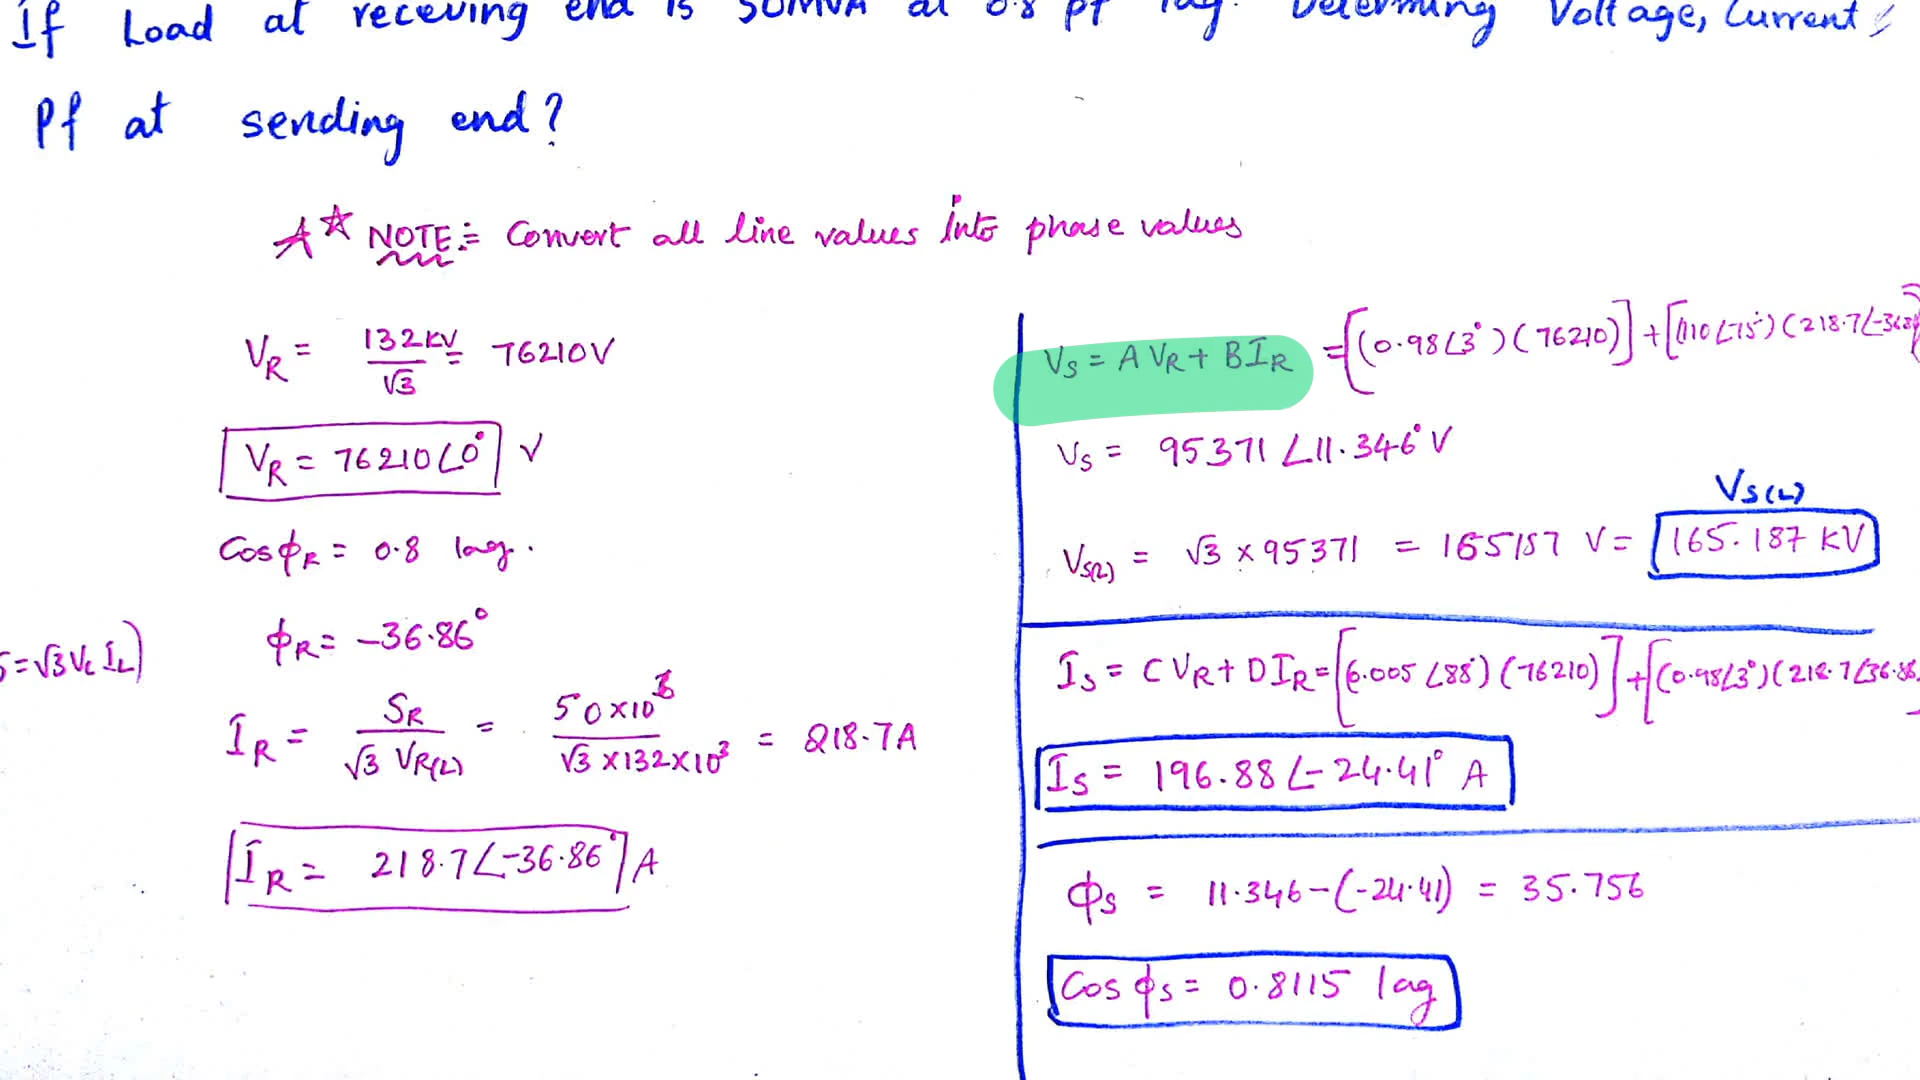 If Load at receiving end is 50MVA at 0.8 pf lag. Determing Voltage, Current &
Pf at sending end?
A☆ NOTE:= Convert all line values into phase values
VR = 132kV/√3 = 76210V
VR = 76210∠0° V
CosϕR = 0.8 lag.
ϕR = -36.86°
S=√3VL IL)
IR = SR/√3 VR(L) = 50×10⁶/√3×132×10³ = 218.7A
IR = 218.7∠-36.86° A
VS = AVR + BIR = [(0.98∠3°)(76210)] + [(110∠75°)(218.7∠-36.8
VS = 95371∠11.346° V
VS(L)
VS(L) = √3×95371 = 165187 V = 165.187 KV
IS = CVR + DIR = [0.005∠88°)(76210)] + [(0.98∠3°)(218.7∠36.86
IS = 196.88∠-24.41° A
ϕS = 11.346-(-24.41) = 35.756
Cos ϕS = 0.8115 lag